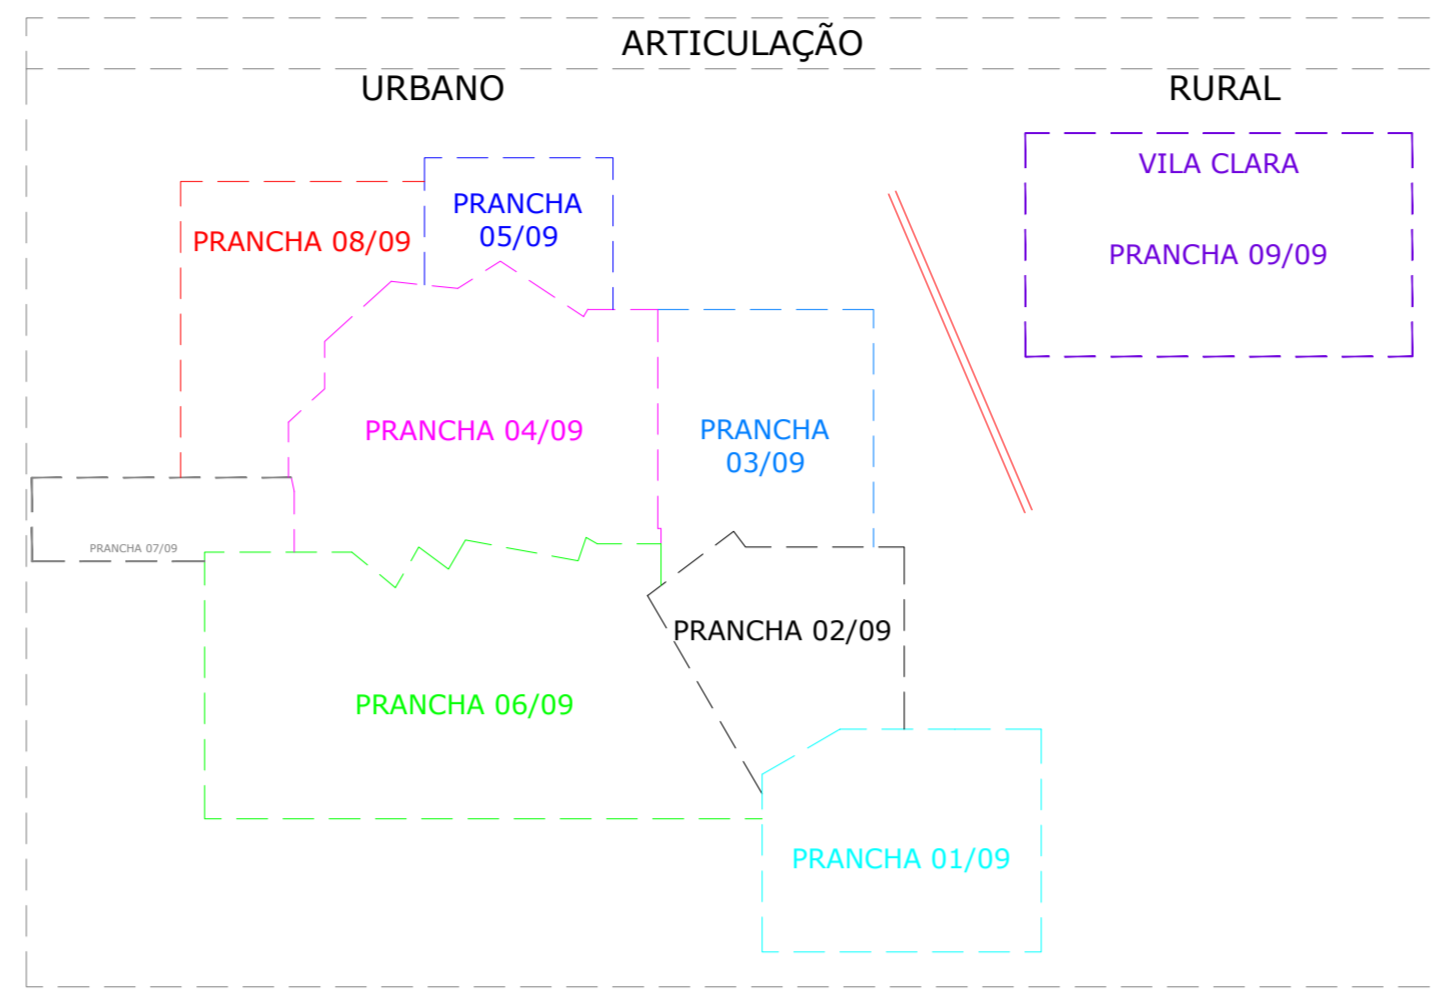 ARTICULAÇÃO
URBANO
RURAL
VILA CLARA
PRANCHA
05/09
PRANCHA 08/09
PRANCHA 09/09
PRANCHA 04/09
PRANCHA
03/09
PRANCHA 07/09
PRANCHA 02/09
PRANCHA 06/09
PRANCHA 01/09